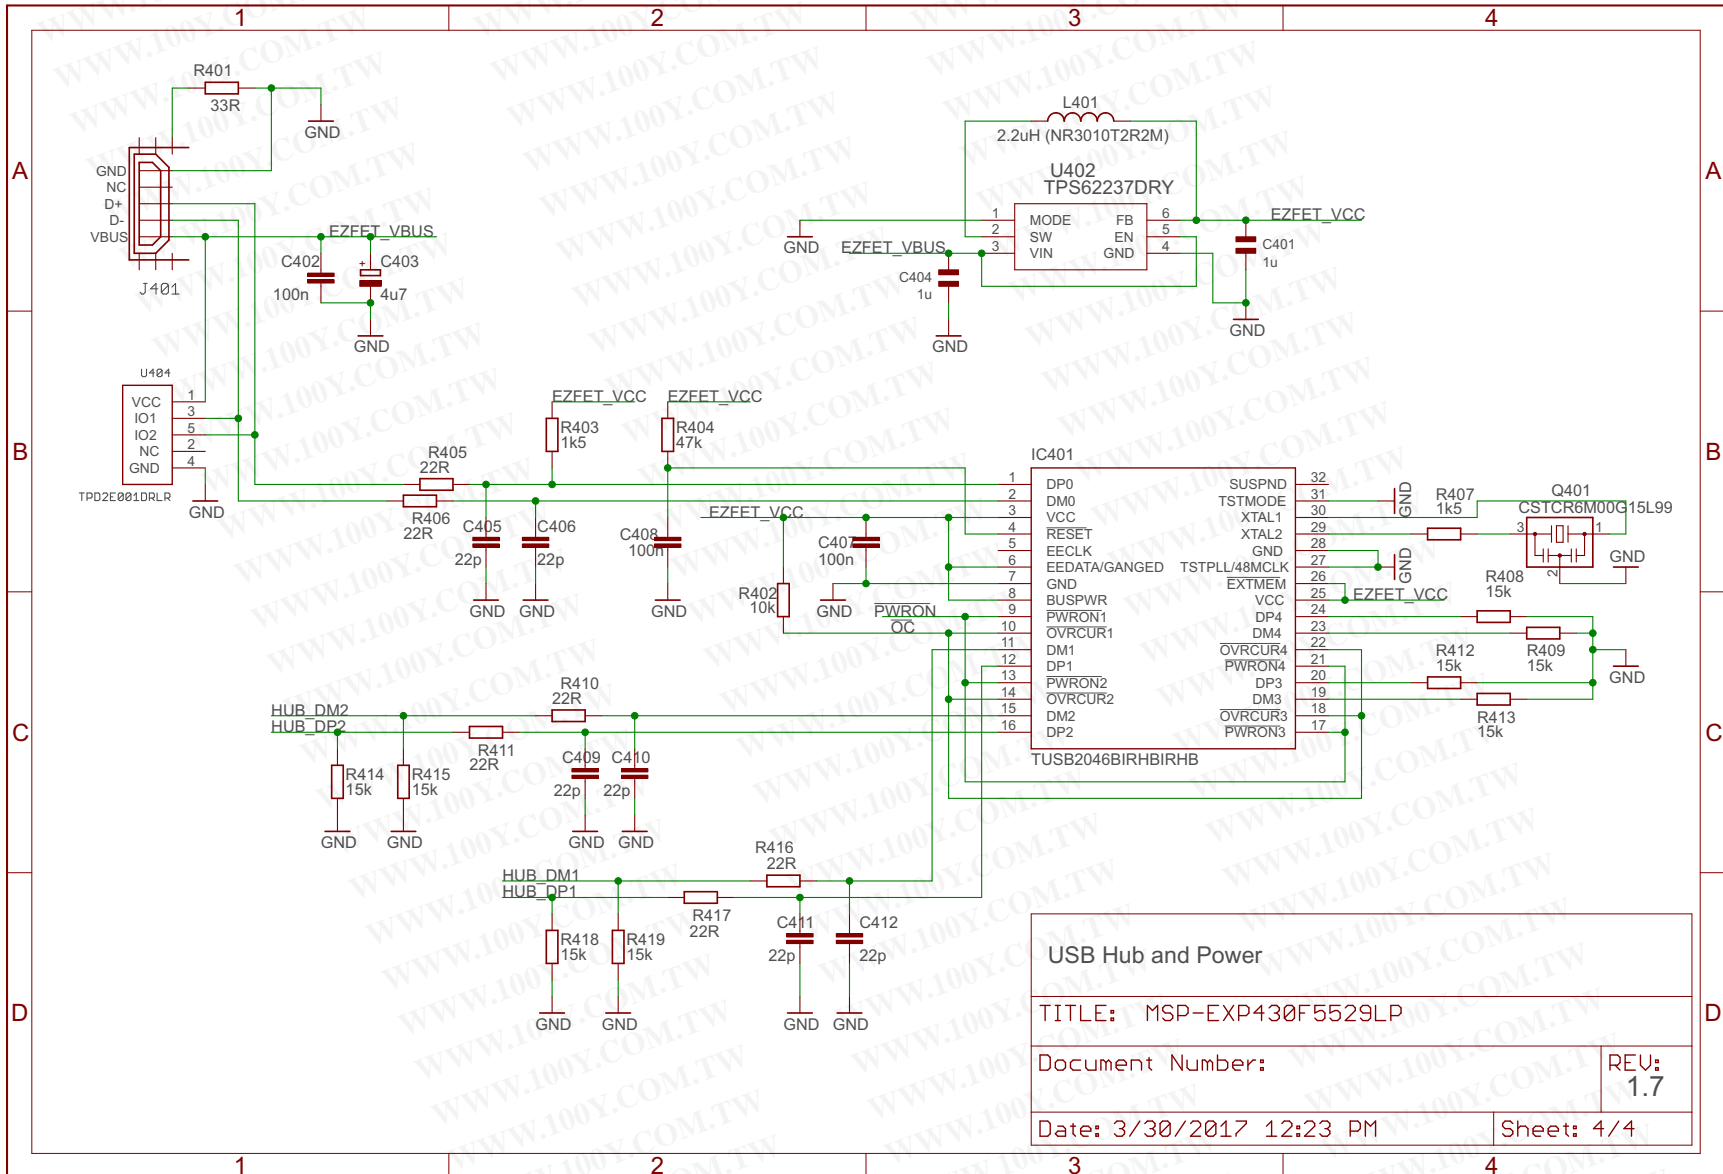 1 2 3 4
A A
B B
C C
D D
1 2 3 4
WWW.100Y.COM.TW
R401
33R
GND
GND
NC
D+
D-
VBUS
J401
EZFET_VBUS
C402
100n
+
C403
4u7
GND
L401
2.2uH (NR3010T2R2M)
U402
TPS62237DRY
1 MODE FB 6
2 SW EN 5
3 VIN GND 4
GND
EZFET_VBUS
C404
1u
GND
EZFET_VCC
C401
1u
GND
U404
VCC 1
IO1 3
IO2 5
NC 2
GND 4
TPD2E001DRLR
GND
EZFET_VCC EZFET_VCC
R403
1k5
R404
47k
R405
22R
R406
22R
C405
22p
C406
22p
C408
100n
GND GND GND
EZFET_VCC
C407
100n
R402
10k
GND
PWRON
OC
IC401
1 DP0 SUSPND 32
2 DM0 TSTMODE 31
3 VCC XTAL1 30
4 RESET XTAL2 29
5 EECLK GND 28
6 EEDATA/GANGED TSTPLL/48MCLK 27
7 GND EXTMEM 26
8 BUSPWR VCC 25
9 PWRON1 DP4 24
10 OVRCUR1 DM4 23
11 DM1 OVRCUR4 22
12 DP1 PWRON4 21
13 PWRON2 DP3 20
14 OVRCUR2 DM3 19
15 DM2 OVRCUR3 18
16 DP2 PWRON3 17
TUSB2046BIRHBIRHB
GND
GND
EZFET_VCC
R407
1k5
Q401
CSTCR6M00G15L99
3 1
2
GND
R408
15k
R409
15k
R412
15k
R413
15k
GND
HUB_DM2
HUB_DP2
R410
22R
R411
22R
R414
15k
R415
15k
C409
22p
C410
22p
GND GND GND GND
HUB_DM1
HUB_DP1
R416
22R
R417
22R
R418
15k
R419
15k
C411
22p
C412
22p
GND GND GND GND
USB Hub and Power
TITLE: MSP-EXP430F5529LP
Document Number:
REV:
1.7
Date: 3/30/2017 12:23 PM
Sheet: 4/4